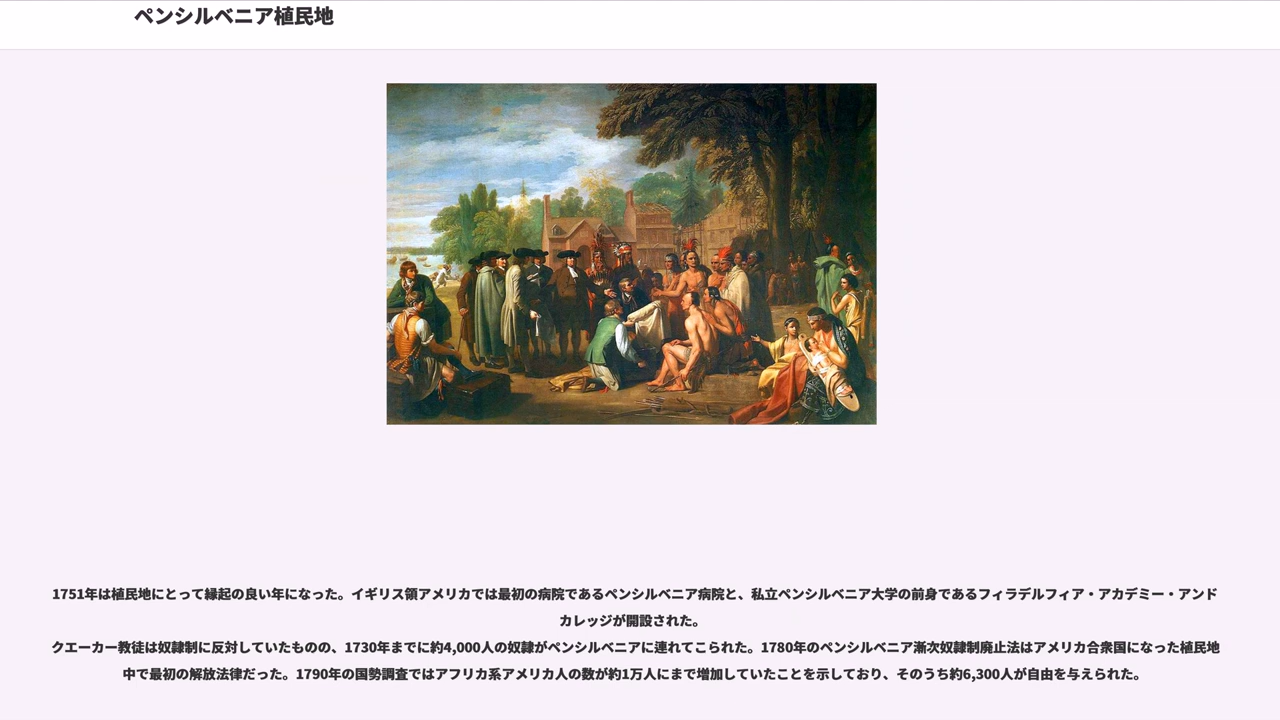 ペンシルベニア植民地
1751年は植民地にとって縁起の良い年になった。イギリス領アメリカでは最初の病院であるペンシルベニア病院と、私立ペンシルベニア大学の前身であるフィラデルフィア・アカデミー・アンド
カレッジが開設された。
クエーカー教徒は奴隷制に反対していたものの、1730年までに約4,000人の奴隷がペンシルベニアに連れてこられた。1780年のペンシルベニア漸次奴隷制廃止法はアメリカ合衆国になった植民地
中で最初の解放法律だった。1790年の国勢調査ではアフリカ系アメリカ人の数が約1万人にまで増加していたことを示しており、そのうち約6,300人が自由を与えられた。